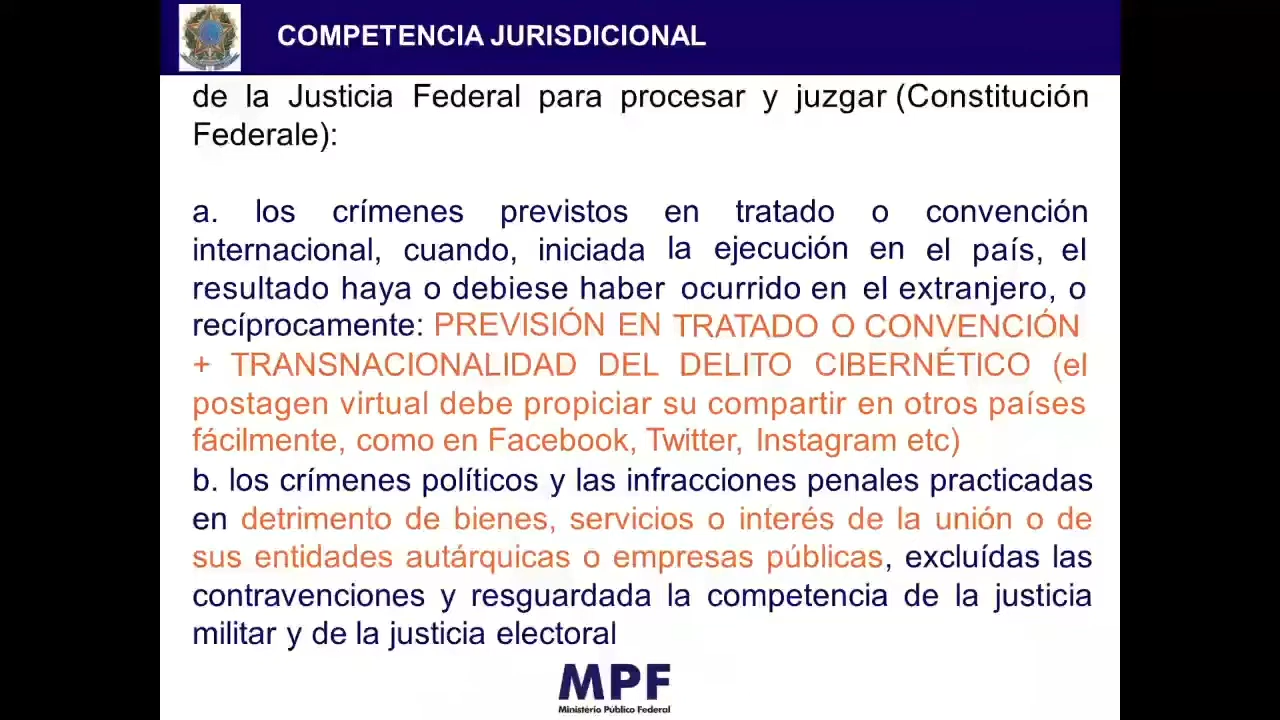 COMPETENCIA JURISDICIONAL
de la Justicia Federal para procesar y juzgar (Constitución
Federale):
a. los crímenes previstos en tratado o convención
internacional, cuando, iniciada la ejecución en el país, el
resultado haya o debiese haber ocurrido en el extranjero, o
recíprocamente: PREVISIÓN EN TRATADO O CONVENCIÓN
+ TRANSNACIONALIDAD DEL DELITO CIBERNÉTICO (el
postagen virtual debe propiciar su compartir en otros países
fácilmente, como en Facebook, Twitter, Instagram etc)
b. los crímenes políticos y las infracciones penales practicadas
en detrimento de bienes, servicios o interés de la unión o de
sus entidades autárquicas o empresas públicas, excluídas las
contravenciones y resguardada la competencia de la justicia
militar y de la justicia electoral
MPF
Ministério Público Federal